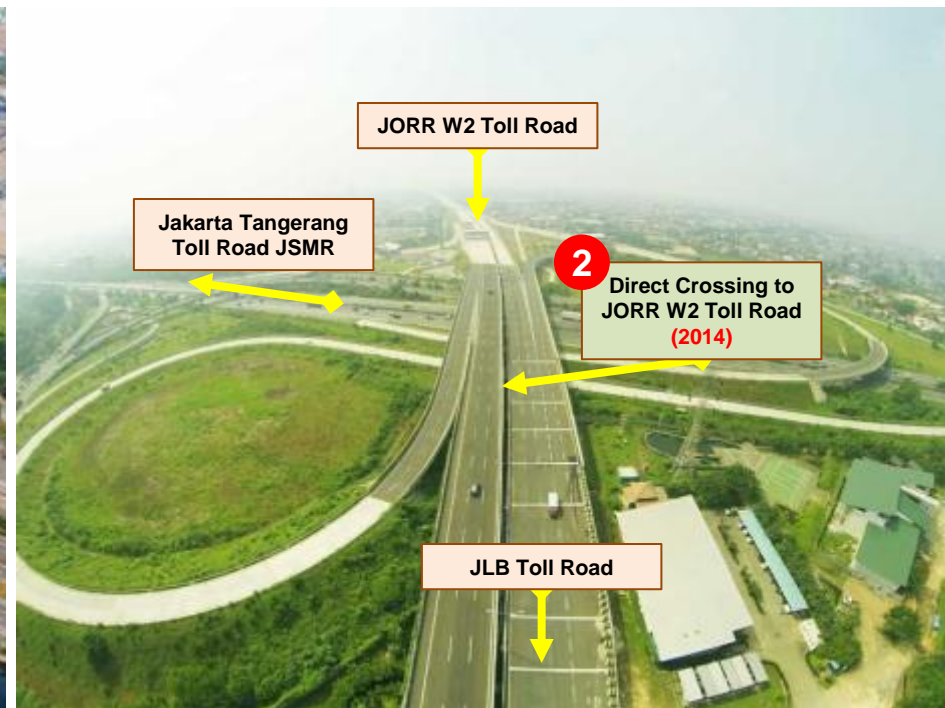 JORR W2 Toll Road
Jakarta Tangerang
Toll Road JSMR
2
Direct Crossing to
JORR W2 Toll Road
(2014)
JLB Toll Road